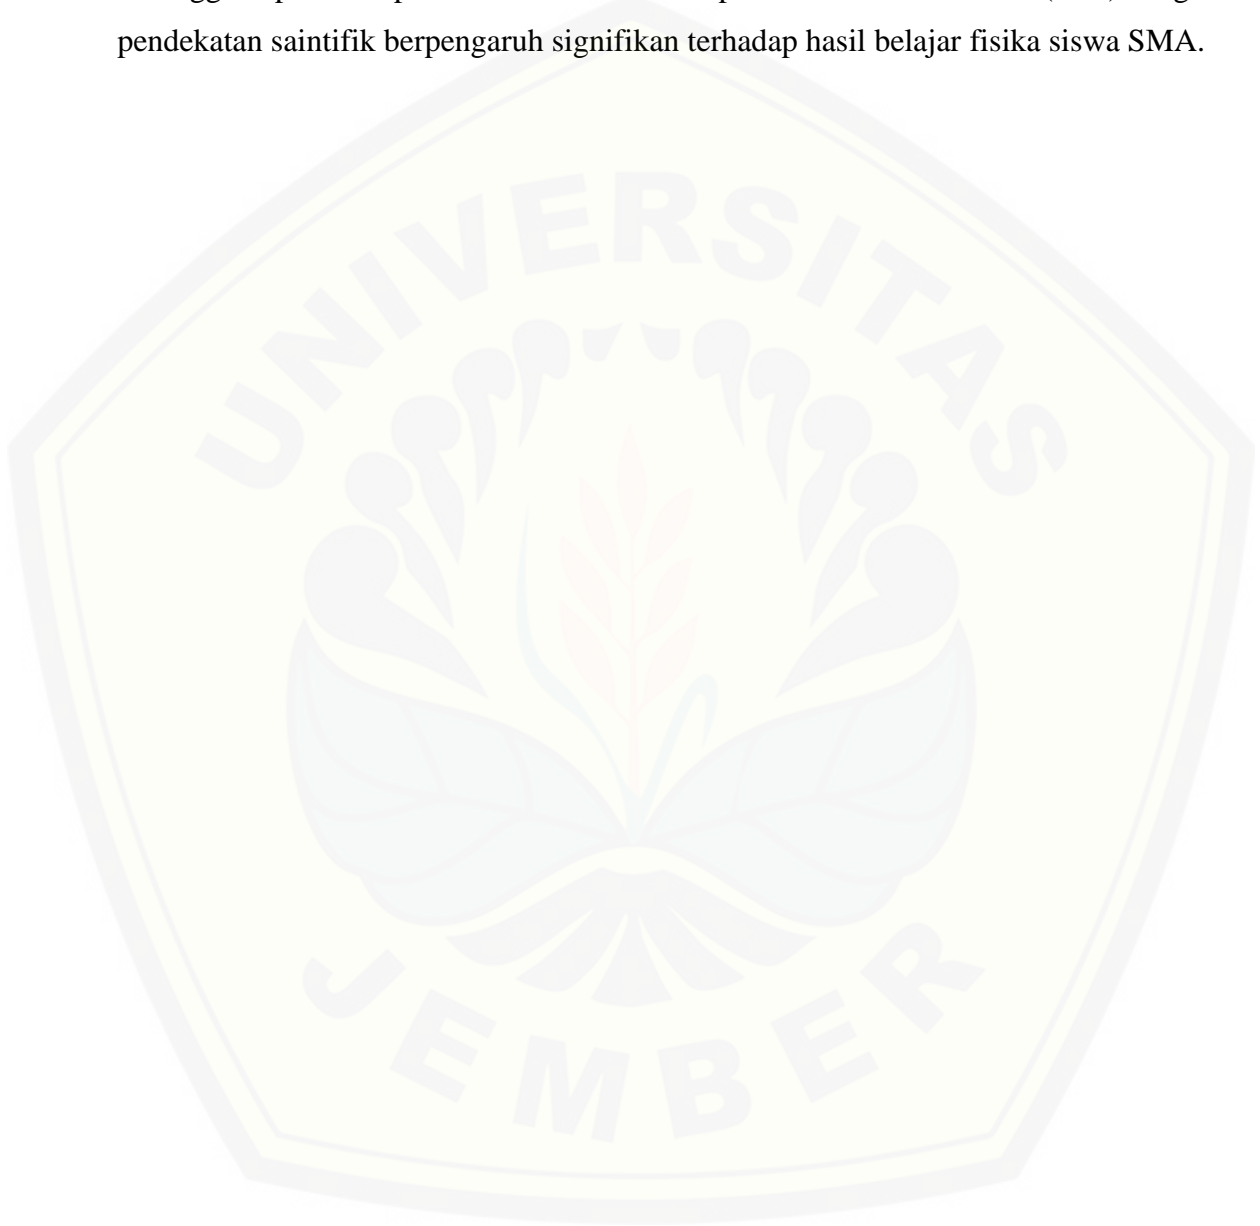 pendekatan saintifik berpengaruh signifikan terhadap hasil belajar fisika siswa SMA.
UNIVERSITAS
JEMBER